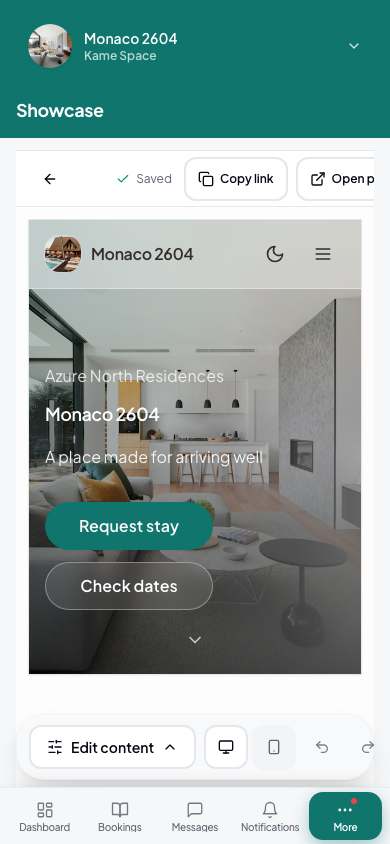 Monaco 2604
Kame Space
Showcase
Saved
Copy link
Open p
Monaco 2604
Azure North Residences
Monaco 2604
A place made for arriving well
Request stay
Check dates
Edit content
Dashboard
Bookings
Messages
Notifications
More